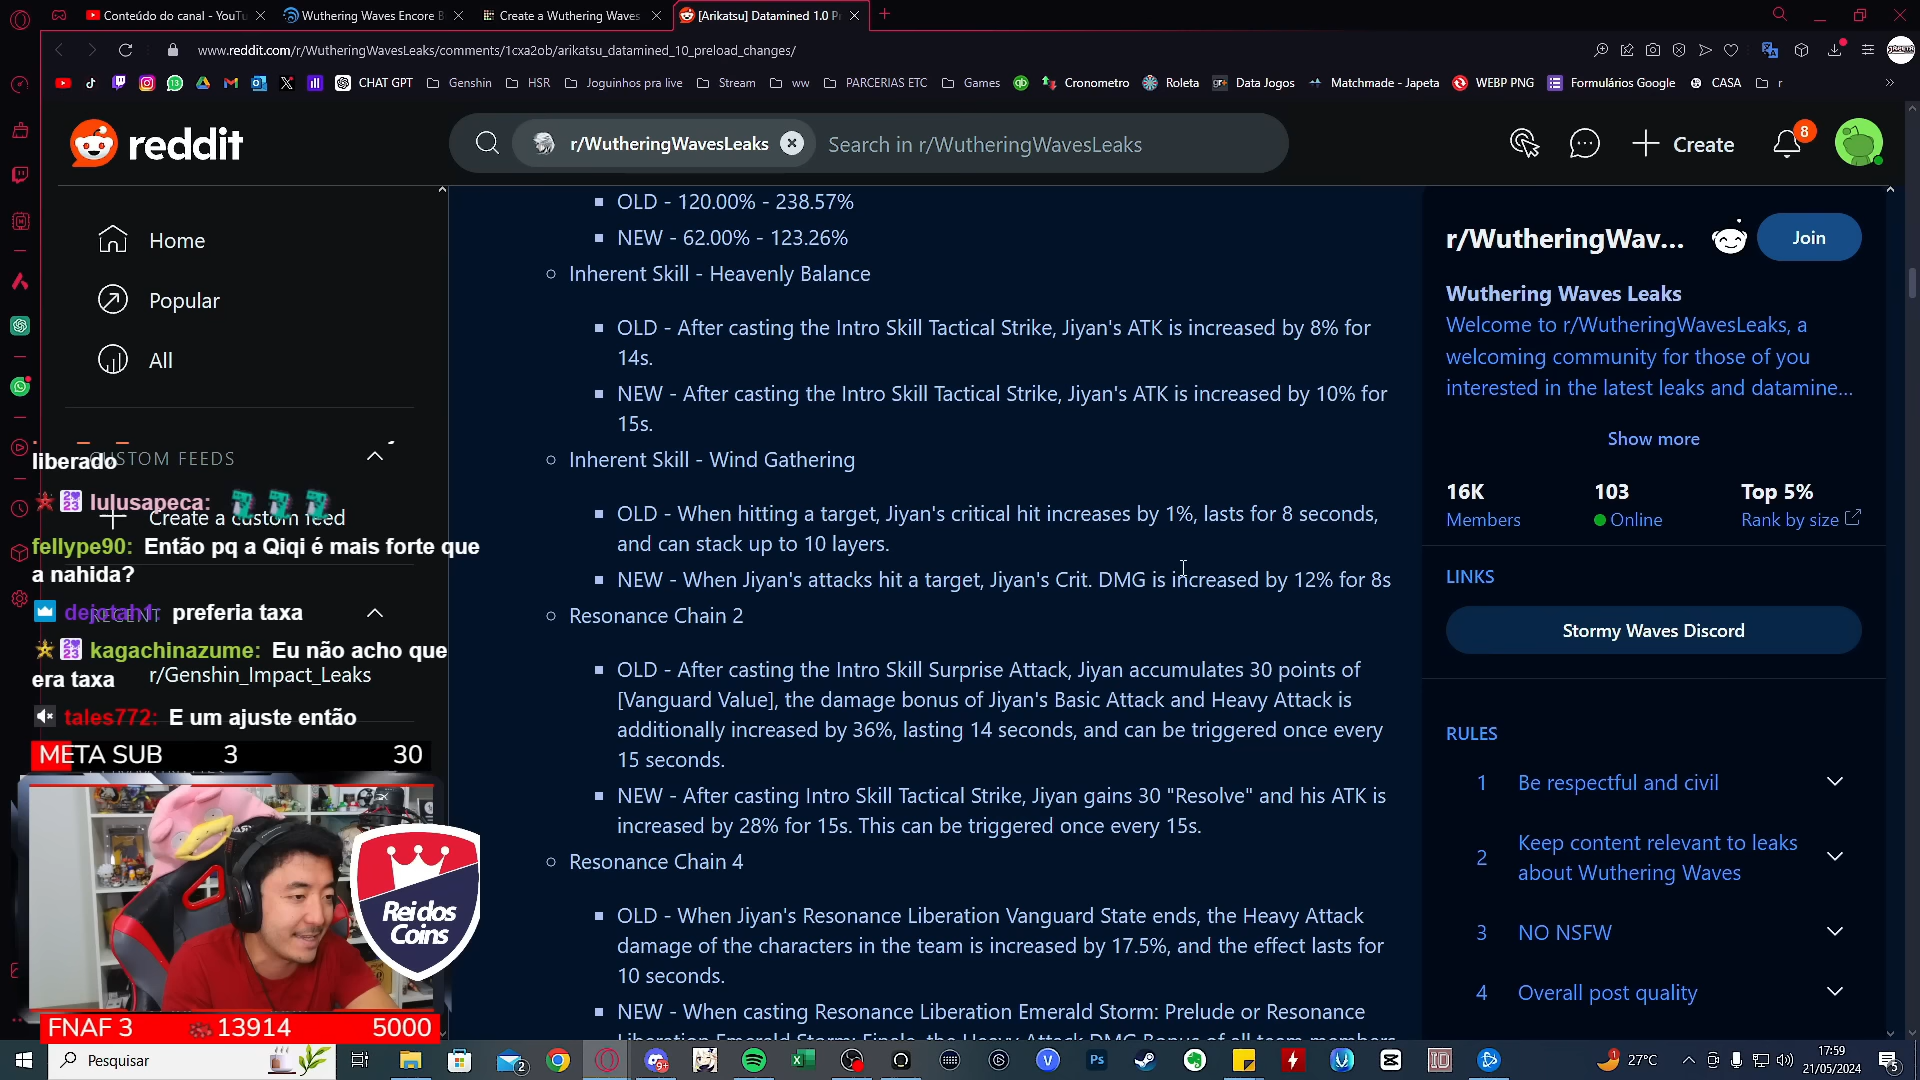 Conteúdo do canal - YouTu
Wuthering Waves Encore B
Create a Wuthering Waves
[Arikatsu] Datamined 1.0 P
www.reddit.com/r/WutheringWavesLeaks/comments/1cxa2ob/arikatsu_datamined_10_preload_changes/
CHAT GPT
Genshin
HSR
Joguinhos pra live
Stream
ww
PARCERIAS ETC
Games
Cronometro
Roleta
Data Jogos
Matchmade - Japeta
WEBP PNG
Formulários Google
CASA
r
reddit
r/WutheringWavesLeaks
Search in r/WutheringWavesLeaks
Create
8
Home
Popular
All
CUSTOM FEEDS
Create a custom feed
RECENT
r/Genshin_Impact_Leaks
liberado
lulusapeca:
fellype90: Então pq a Qiqi é mais forte que
a nahida?
dejotah1: preferia taxa
kagachinazume: Eu não acho que
era taxa
tales772: E um ajuste então
META SUB 3 30
Rei dos
Coins
FNAF 3 13914 5000
OLD - 120.00% - 238.57%
NEW - 62.00% - 123.26%
Inherent Skill - Heavenly Balance
OLD - After casting the Intro Skill Tactical Strike, Jiyan's ATK is increased by 8% for
14s.
NEW - After casting the Intro Skill Tactical Strike, Jiyan's ATK is increased by 10% for
15s.
Inherent Skill - Wind Gathering
OLD - When hitting a target, Jiyan's critical hit increases by 1%, lasts for 8 seconds,
and can stack up to 10 layers.
NEW - When Jiyan's attacks hit a target, Jiyan's Crit. DMG is increased by 12% for 8s
Resonance Chain 2
OLD - After casting the Intro Skill Surprise Attack, Jiyan accumulates 30 points of
[Vanguard Value], the damage bonus of Jiyan's Basic Attack and Heavy Attack is
additionally increased by 36%, lasting 14 seconds, and can be triggered once every
15 seconds.
NEW - After casting Intro Skill Tactical Strike, Jiyan gains 30 "Resolve" and his ATK is
increased by 28% for 15s. This can be triggered once every 15s.
Resonance Chain 4
OLD - When Jiyan's Resonance Liberation Vanguard State ends, the Heavy Attack
damage of the characters in the team is increased by 17.5%, and the effect lasts for
10 seconds.
NEW - When casting Resonance Liberation Emerald Storm: Prelude or Resonance
Liberation Emerald Storm: Finale, the Heavy Attack DMG Bonus of all team members
r/WutheringWav...
Join
Wuthering Waves Leaks
Welcome to r/WutheringWavesLeaks, a
welcoming community for those of you
interested in the latest leaks and datamine...
Show more
16K
Members
103
Online
Top 5%
Rank by size
LINKS
Stormy Waves Discord
RULES
1 Be respectful and civil
2 Keep content relevant to leaks
about Wuthering Waves
3 NO NSFW
4 Overall post quality
Pesquisar
27°C
17:59
21/05/2024